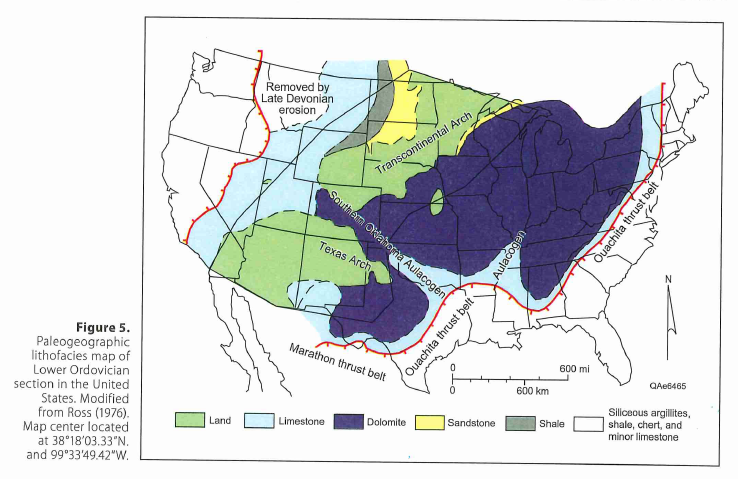 Removed by
Late Devonian
erosion
Transcontinental Arch
Southern Oklahoma Aulacogen
Texas Arch
Aulacogen
Ouachita thrust belt
Ouachita thrust belt
Marathon thrust belt
N
0 600 mi
0 600 km
QAe6465
Land
Limestone
Dolomite
Sandstone
Shale
Siliceous argillites,
shale, chert, and
minor limestone
Figure 5.
Paleogeographic
lithofacies map of
Lower Ordovician
section in the United
States. Modified
from Ross (1976).
Map center located
at 38°18'03.33"N.
and 99°33'49.42"W.